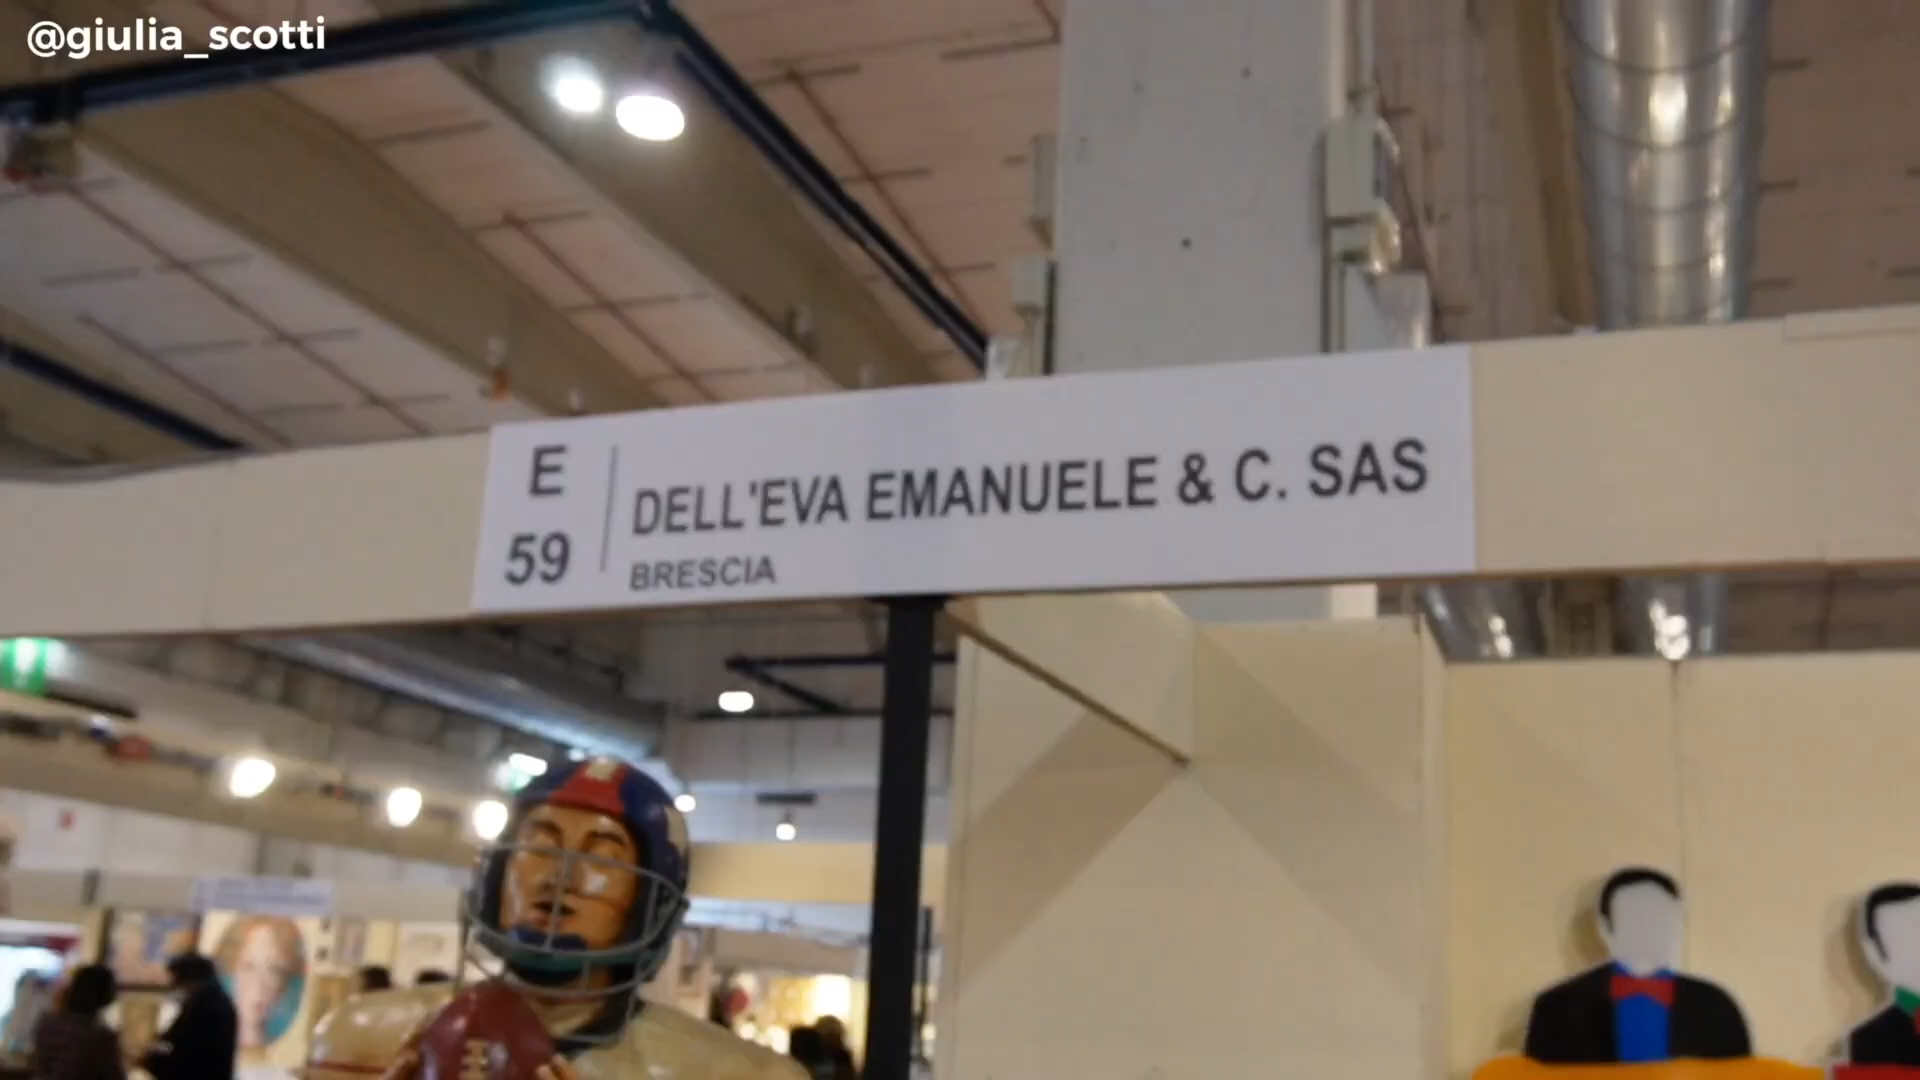 @giulia_scotti
E
59
DELL'EVA EMANUELE & C. SAS
BRESCIA